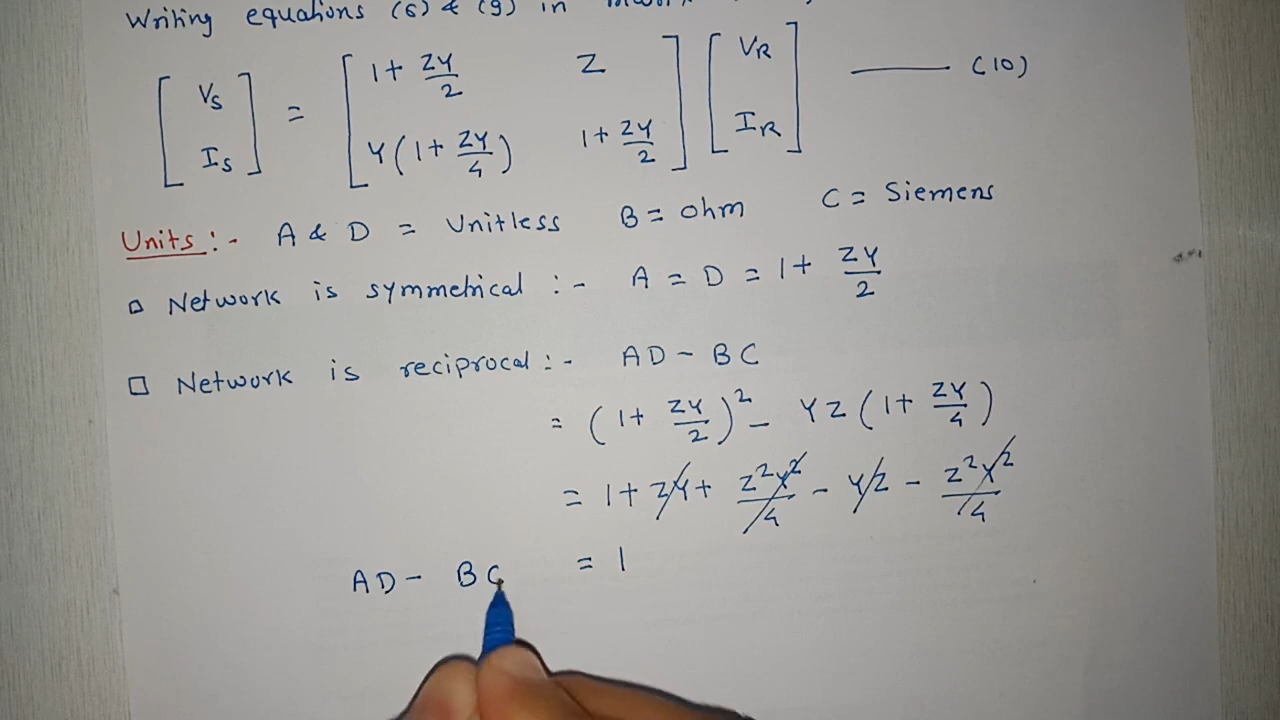 Writing equations (6) & (9) in
[ VS IS ] = [ 1 + ZY/2 Z Y(1 + ZY/4) 1 + ZY/2 ] [ VR IR ] —— (10)
Units :- A & D = Unitless B = ohm C = Siemens
▫ Network is symmetrical :- A = D = 1 + ZY/2
▫ Network is reciprocal :- AD - BC
= (1 + ZY/2)² - YZ(1 + ZY/4)
= 1 + ZY + Z²Y²/4 - YZ - Z²Y²/4
AD - BC = 1